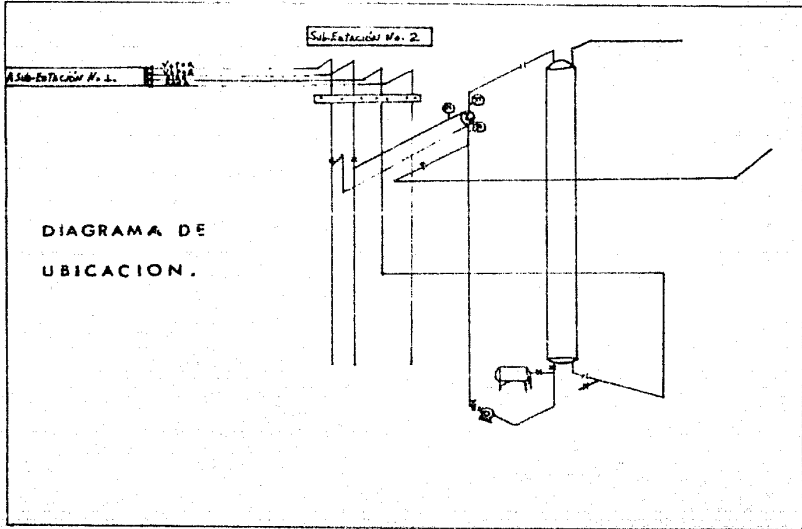 Sub-Estación No. 2
A Sub-Estación No. 1.
DIAGRAMA DE
UBICACION.